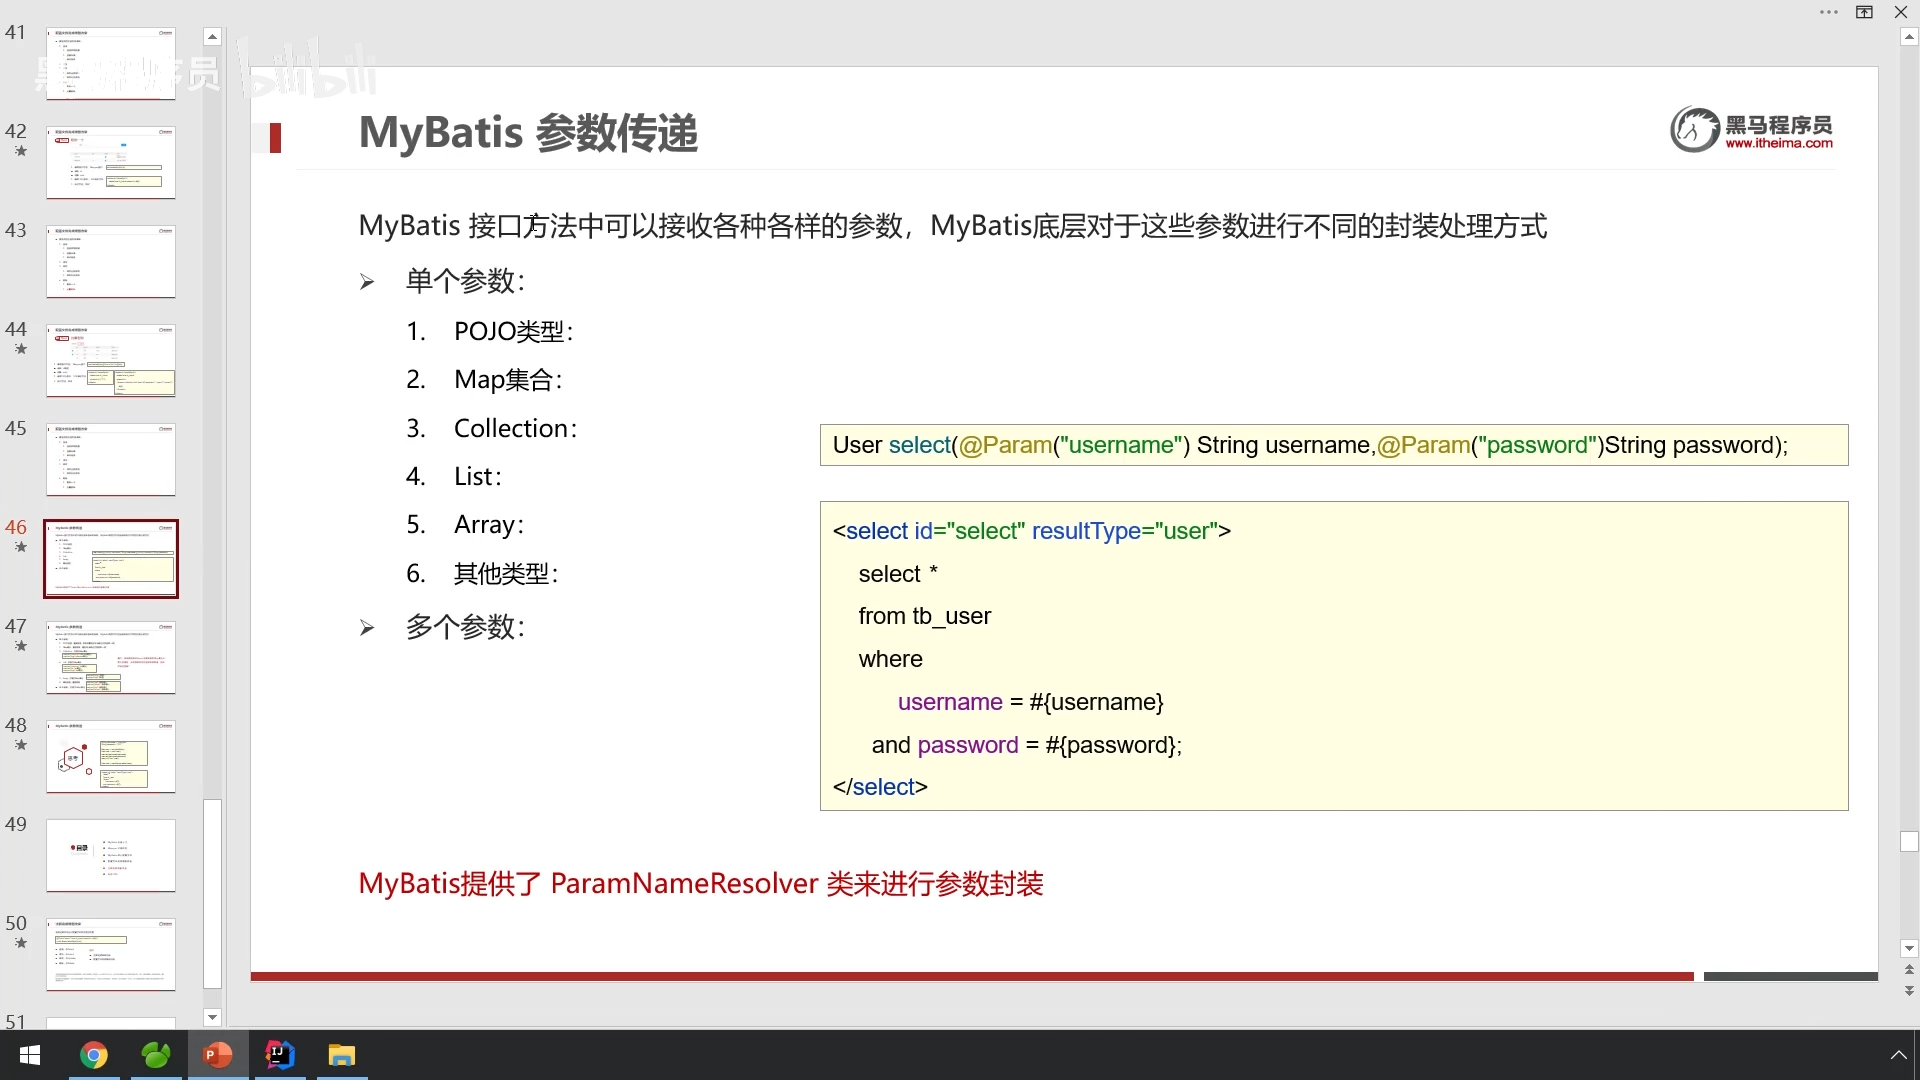 41
42
43
44
45
46
47
48
49
50
51
bilibili
MyBatis 参数传递
黑马程序员
www.itheima.com
MyBatis 接口方法中可以接收各种各样的参数，MyBatis底层对于这些参数进行不同的封装处理方式
➢ 单个参数：
1. POJO类型：
2. Map集合：
3. Collection：
4. List：
5. Array：
6. 其他类型：
➢ 多个参数：
User select(@Param("username") String username,@Param("password")String password);
<select id="select" resultType="user">
select *
from tb_user
where
username = #{username}
and password = #{password};
</select>
MyBatis提供了 ParamNameResolver 类来进行参数封装